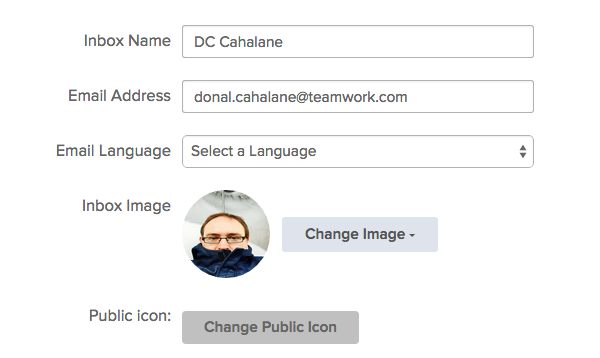 Inbox Name DC Cahalane
Email Address donal.cahalane@teamwork.com
Email Language Select a Language
Inbox Image
Change Image
Public icon: Change Public Icon